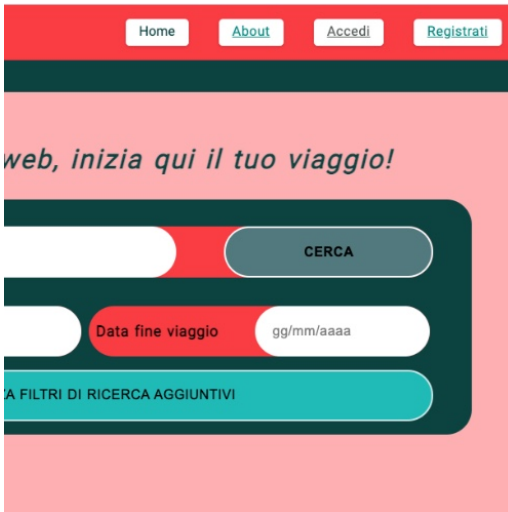 Home About Accedi Registrati
web, inizia qui il tuo viaggio!
CERCA
Data fine viaggio gg/mm/aaaa
FILTRI DI RICERCA AGGIUNTIVI